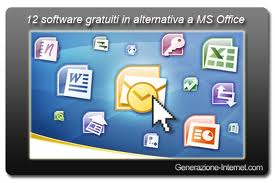 12 software gratuiti in alternativa a MS Office
W
X
Generazione-Internet.com